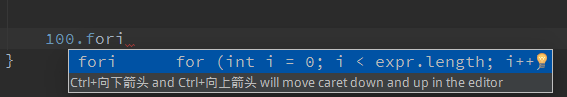 100.fori
}
fori for (int i = 0; i < expr.length; i++
Ctrl+向下箭头 and Ctrl+向上箭头 will move caret down and up in the editor